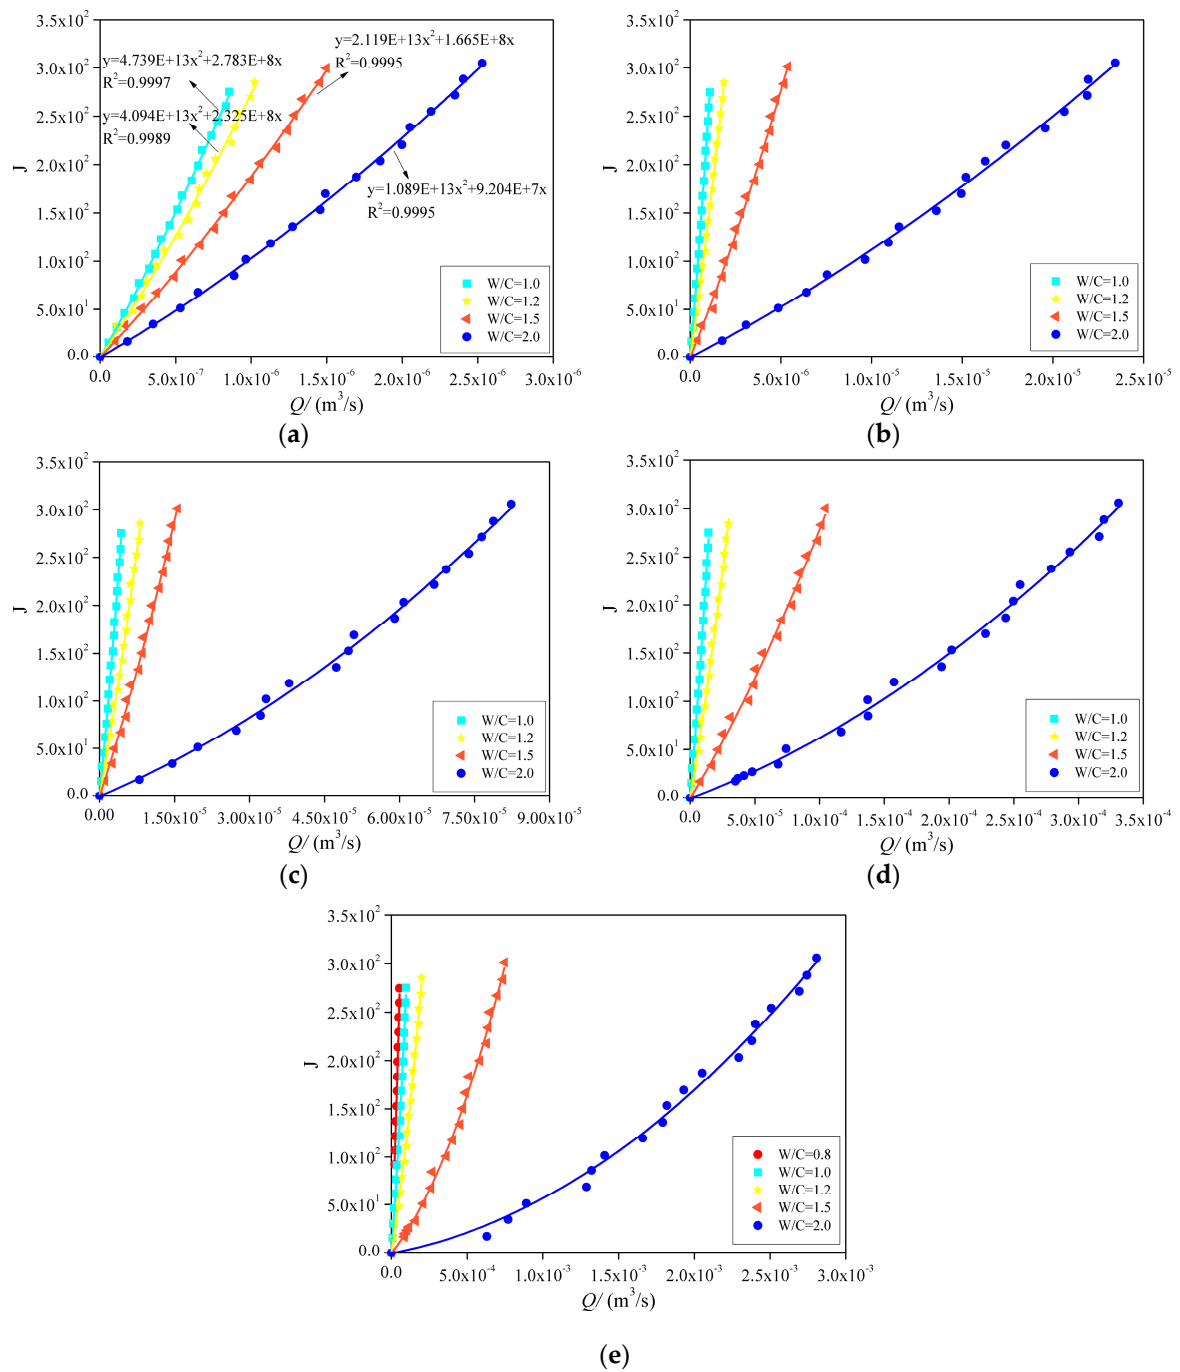 3.5x10²
3.0x10²
2.5x10²
2.0x10²
1.5x10²
1.0x10²
5.0x10¹
0.0
J
y=4.739E+13x²+2.783E+8x
R²=0.9997
y=4.094E+13x²+2.325E+8x
R²=0.9989
y=2.119E+13x²+1.665E+8x
R²=0.9995
y=1.089E+13x²+9.204E+7x
R²=0.9995
W/C=1.0
W/C=1.2
W/C=1.5
W/C=2.0
0.0 5.0x10⁻⁷ 1.0x10⁻⁶ 1.5x10⁻⁶ 2.0x10⁻⁶ 2.5x10⁻⁶ 3.0x10⁻⁶
Q/ (m³/s)
(a)
3.5x10²
3.0x10²
2.5x10²
2.0x10²
1.5x10²
1.0x10²
5.0x10¹
0.0
J
W/C=1.0
W/C=1.2
W/C=1.5
W/C=2.0
0.0 5.0x10⁻⁶ 1.0x10⁻⁵ 1.5x10⁻⁵ 2.0x10⁻⁵ 2.5x10⁻⁵
Q/ (m³/s)
(b)
3.5x10²
3.0x10²
2.5x10²
2.0x10²
1.5x10²
1.0x10²
5.0x10¹
0.0
J
W/C=1.0
W/C=1.2
W/C=1.5
W/C=2.0
0.00 1.50x10⁻⁵ 3.00x10⁻⁵ 4.50x10⁻⁵ 6.00x10⁻⁵ 7.50x10⁻⁵ 9.00x10⁻⁵
Q/ (m³/s)
(c)
3.5x10²
3.0x10²
2.5x10²
2.0x10²
1.5x10²
1.0x10²
5.0x10¹
0.0
J
W/C=1.0
W/C=1.2
W/C=1.5
W/C=2.0
0.0 5.0x10⁻⁵ 1.0x10⁻⁴ 1.5x10⁻⁴ 2.0x10⁻⁴ 2.5x10⁻⁴ 3.0x10⁻⁴ 3.5x10⁻⁴
Q/ (m³/s)
(d)
3.5x10²
3.0x10²
2.5x10²
2.0x10²
1.5x10²
1.0x10²
5.0x10¹
0.0
J
W/C=0.8
W/C=1.0
W/C=1.2
W/C=1.5
W/C=2.0
0.0 5.0x10⁻⁴ 1.0x10⁻³ 1.5x10⁻³ 2.0x10⁻³ 2.5x10⁻³ 3.0x10⁻³
Q/ (m³/s)
(e)